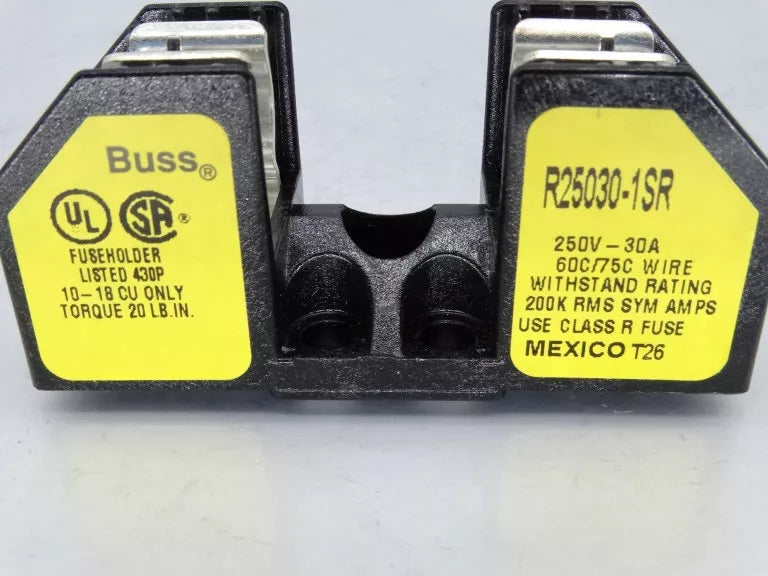 Buss®
UL SA ®
FUSEHOLDER
LISTED 430P
10-18 CU ONLY
TORQUE 20 LB.IN.
R25030-1SR
250V-30A
60C/75C WIRE
WITHSTAND RATING
200K RMS SYM AMPS
USE CLASS R FUSE
MEXICO T26